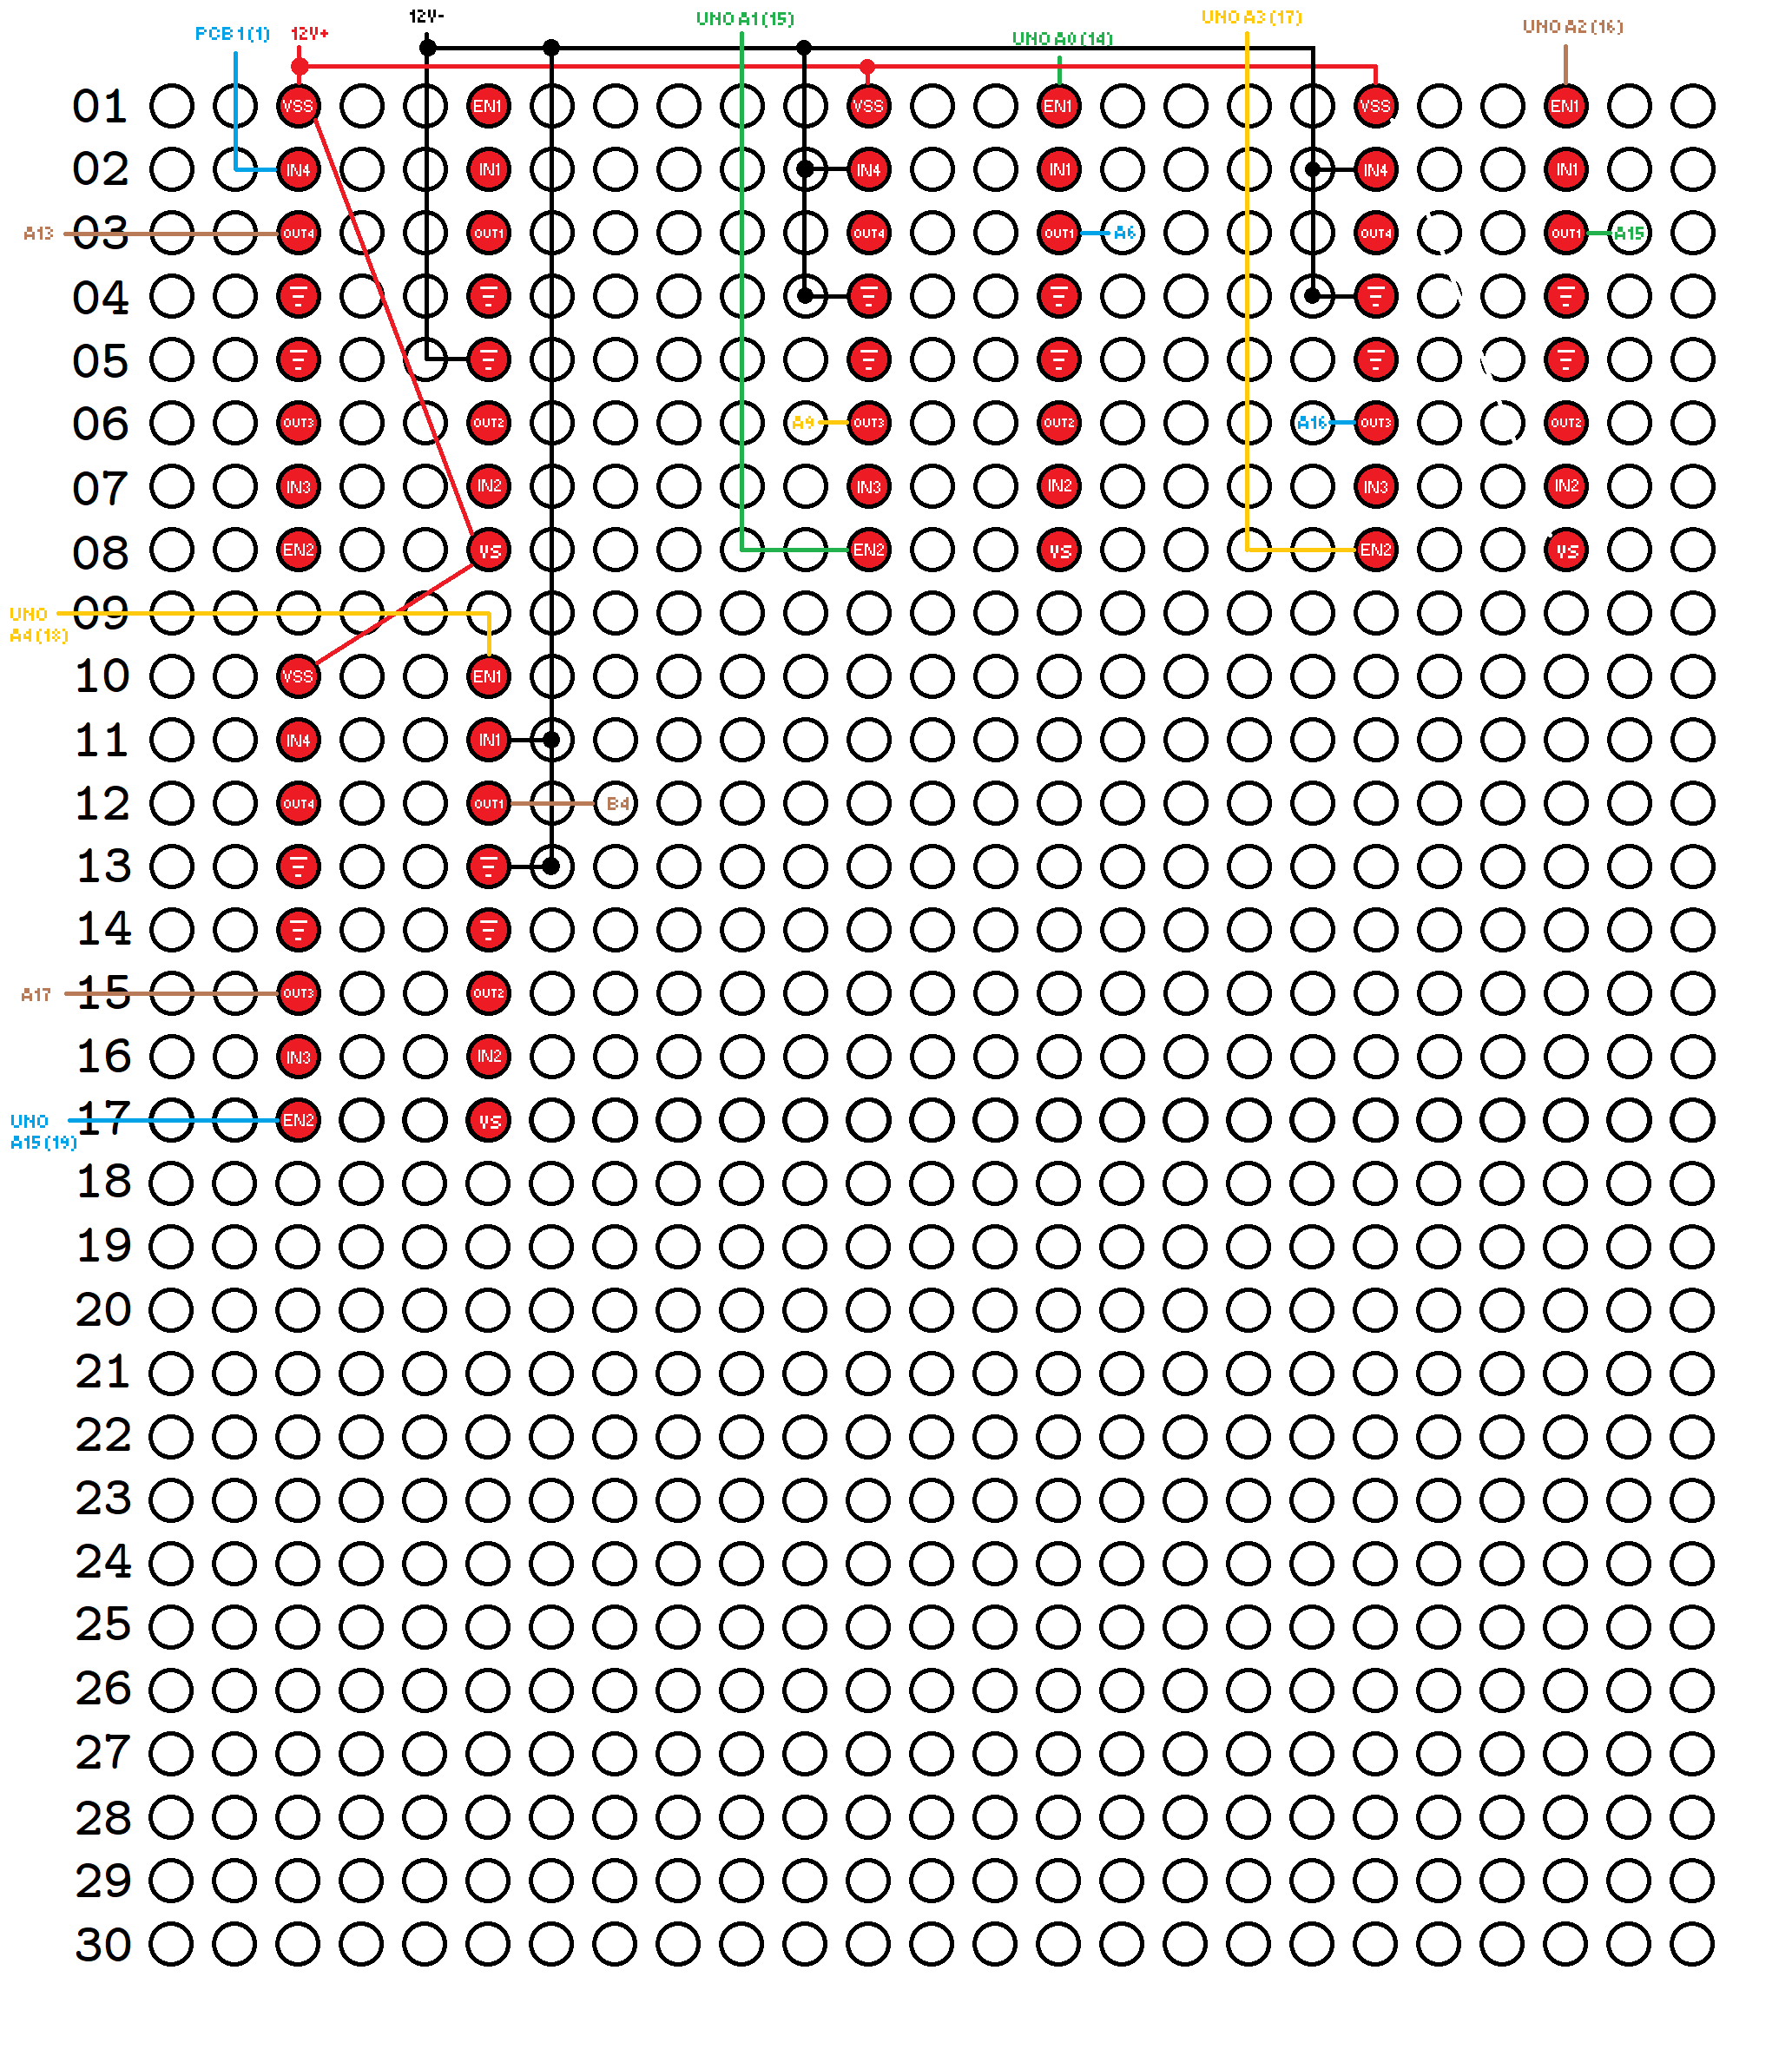 12V-
UNO A1(15)
UNO A3(17)
UNO A2(16)
PCB 1(1)
12V+
UNO A0(14)
01 VSS EN1 VSS EN1 VSS EN1
02 IN4 IN1 IN4 IN1 IN4 IN1
A13 03 OUT4 OUT1 OUT4 OUT1 A6 OUT4 OUT1 A15
04
05
06 OUT3 OUT2 A9 OUT3 OUT2 A16 OUT3 OUT2
07 IN3 IN2 IN3 IN2 IN3 IN2
08 EN2 VS EN2 VS EN2 VS
UNO 09
A4(18)
10 VSS EN1
11 IN4 IN1
12 OUT4 OUT1 B4
13
14
A17 15 OUT3 OUT2
16 IN3 IN2
UNO 17 EN2 VS
A15(19)
18
19
20
21
22
23
24
25
26
27
28
29
30